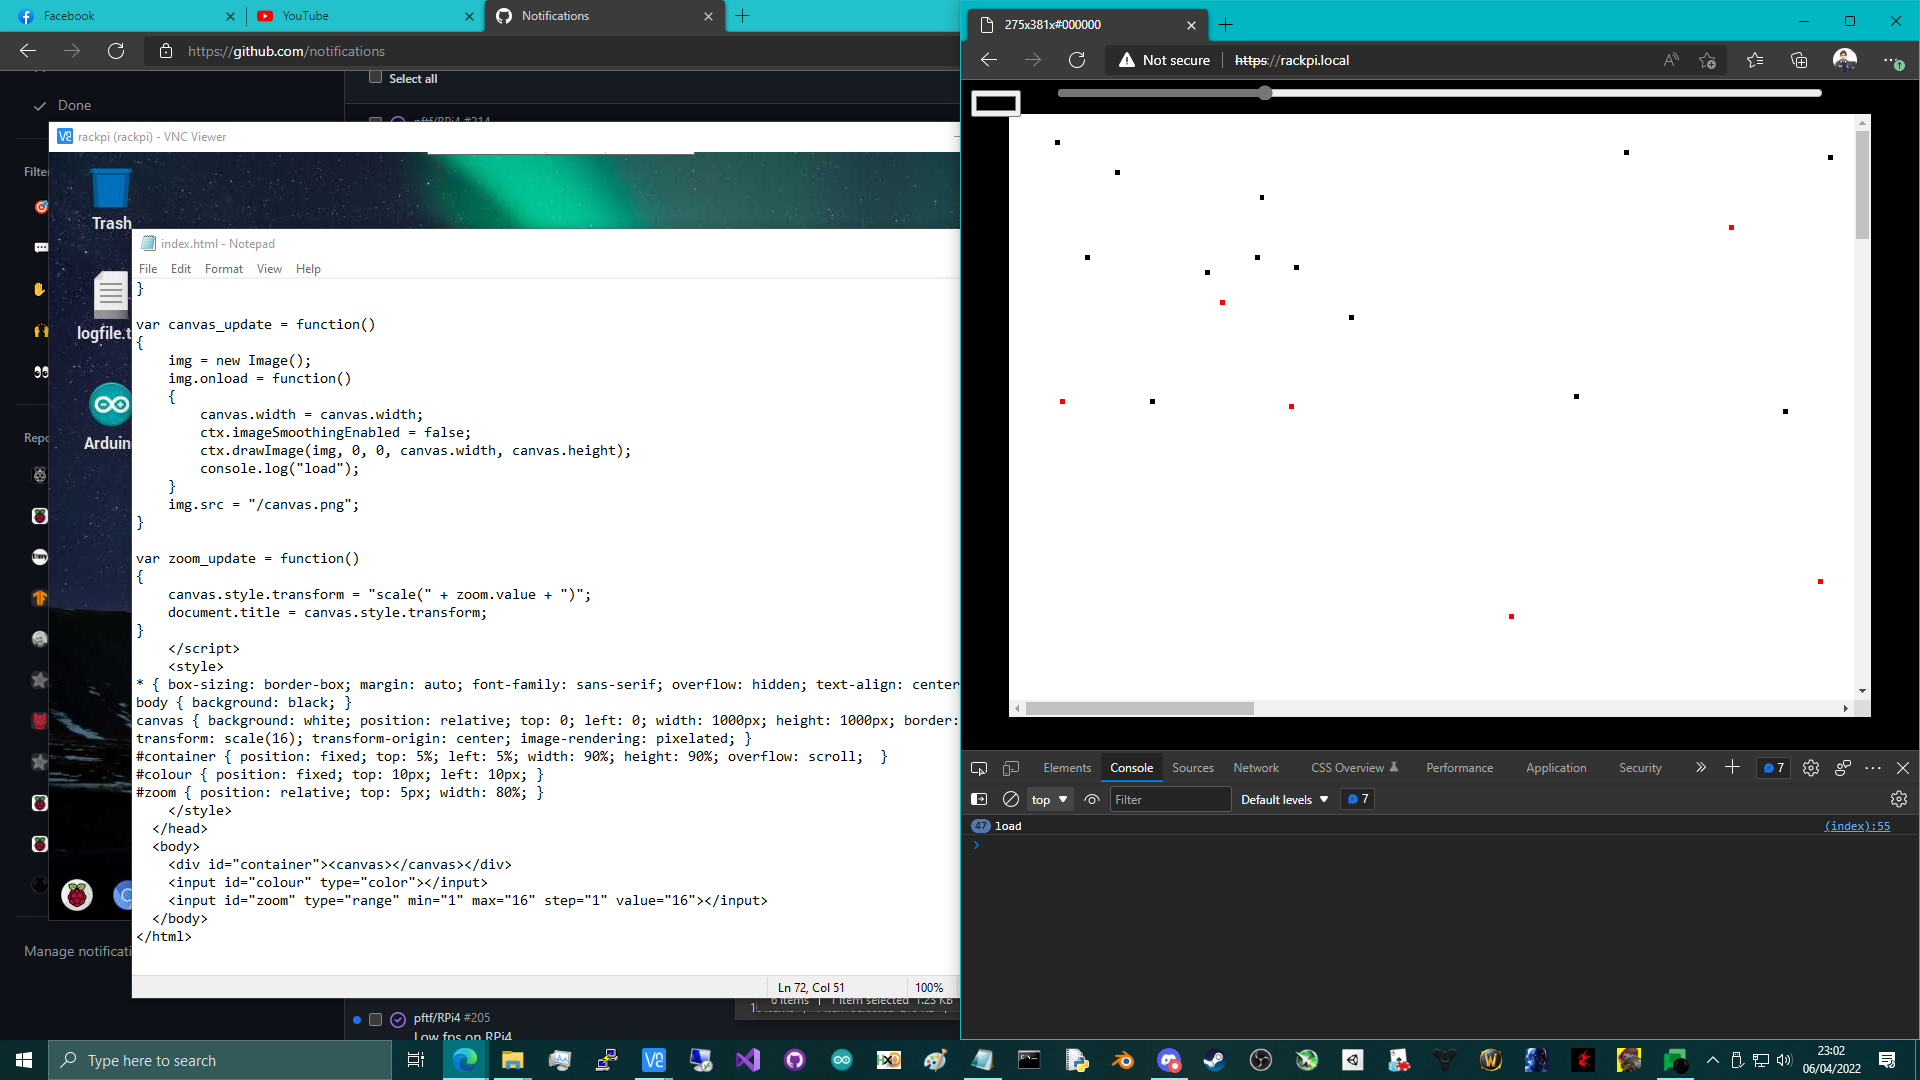 Facebook
YouTube
Notifications
https://github.com/notifications
Select all
Done
pftf/RPi4 #214
rackpi (rackpi) - VNC Viewer
Trash
index.html - Notepad
File Edit Format View Help
}
var canvas_update = function()
{
img = new Image();
img.onload = function()
{
canvas.width = canvas.width;
ctx.imageSmoothingEnabled = false;
ctx.drawImage(img, 0, 0, canvas.width, canvas.height);
console.log("load");
}
img.src = "/canvas.png";
}
var zoom_update = function()
{
canvas.style.transform = "scale(" + zoom.value + ")";
document.title = canvas.style.transform;
}
</script>
<style>
* { box-sizing: border-box; margin: auto; font-family: sans-serif; overflow: hidden; text-align: center
body { background: black; }
canvas { background: white; position: relative; top: 0; left: 0; width: 1000px; height: 1000px; border:
transform: scale(16); transform-origin: center; image-rendering: pixelated; }
#container { position: fixed; top: 5%; left: 5%; width: 90%; height: 90%; overflow: scroll;  }
#colour { position: fixed; top: 10px; left: 10px; }
#zoom { position: relative; top: 5px; width: 80%; }
</style>
</head>
<body>
<div id="container"><canvas></canvas></div>
<input id="colour" type="color"></input>
<input id="zoom" type="range" min="1" max="16" step="1" value="16"></input>
</body>
</html>
Ln 72, Col 51
100%
Filter
logfile.t
Arduin
Repo
Manage notificati
6 items 1 item selected 1.23 KB
pftf/RPi4 #205
Low fps on RPi4
275x381x#000000
Not secure https://rackpi.local
Elements Console Sources Network CSS Overview Performance Application Security 7
top Filter Default levels 7
47 load (index):55
Type here to search
23:02
06/04/2022